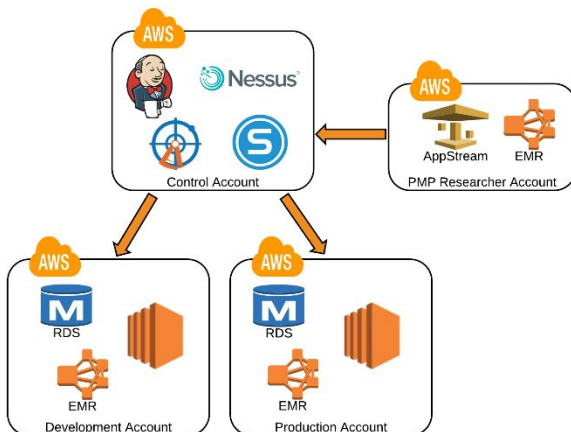 AWS
Nessus
Control Account
AWS
AppStream
EMR
PMP Researcher Account
AWS
M
RDS
EMR
Development Account
AWS
M
RDS
EMR
Production Account
S